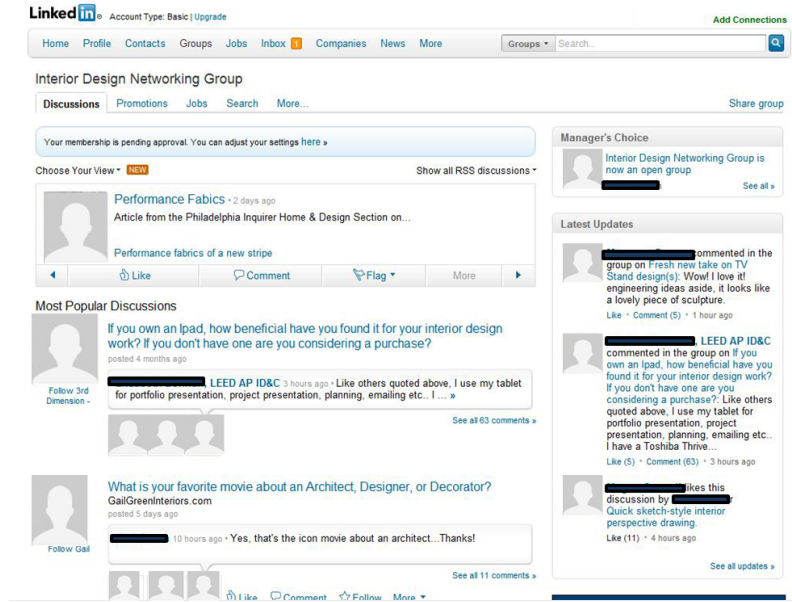 Linked in
Account Type: Basic | Upgrade
Add Connections
Home Profile Contacts Groups Jobs Inbox 1 Companies News More
Groups Search...
Interior Design Networking Group
Discussions Promotions Jobs Search More...
Share group
Your membership is pending approval. You can adjust your settings here »
Choose Your View NEW
Show all RSS discussions
Performance Fabics • 2 days ago
Article from the Philadelphia Inquirer Home & Design Section on...
Performance fabrics of a new stripe
Like Comment Flag More
Most Popular Discussions
If you own an Ipad, how beneficial have you found it for your interior design
work? If you don't have one are you considering a purchase?
posted 4 months ago
Follow 3rd
Dimension -
, LEED AP ID&C 3 hours ago • Like others quoted above, I use my tablet
for portfolio presentation, project presentation, planning, emailing etc.. I ... »
See all 63 comments »
What is your favorite movie about an Architect, Designer, or Decorator?
GailGreenInteriors.com
posted 5 days ago
Follow Gail
10 hours ago • Yes, that's the icon movie about an architect...Thanks!
See all 11 comments »
Like Comment Follow More
Manager's Choice
Interior Design Networking Group is
now an open group
See all »
Latest Updates
commented in the
group on Fresh new take on TV
Stand design(s): Wow! I love it!
engineering ideas aside, it looks like
a lovely piece of sculpture.
Like • Comment (5) • 1 hour ago
, LEED AP ID&C
commented in the group on If you
own an Ipad, how beneficial have you
found it for your interior design work?
If you don't have one are you
considering a purchase?: Like others
quoted above, I use my tablet for
portfolio presentation, project
presentation, planning, emailing etc..
I have a Toshiba Thrive...
Like (5) • Comment (63) • 3 hours ago
likes this
discussion by
Quick sketch-style interior
perspective drawing.
Like (11) • 4 hours ago
See all updates »